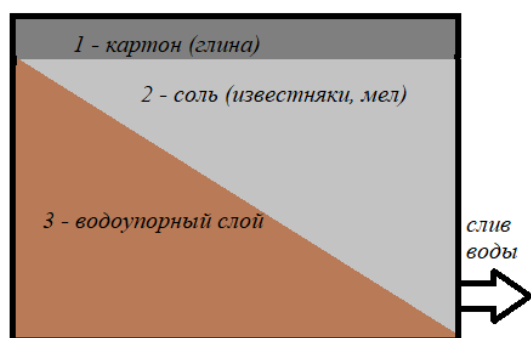 1 - картон (глина)
2 - соль (известняки, мел)
3 - водоупорный слой
слив
воды